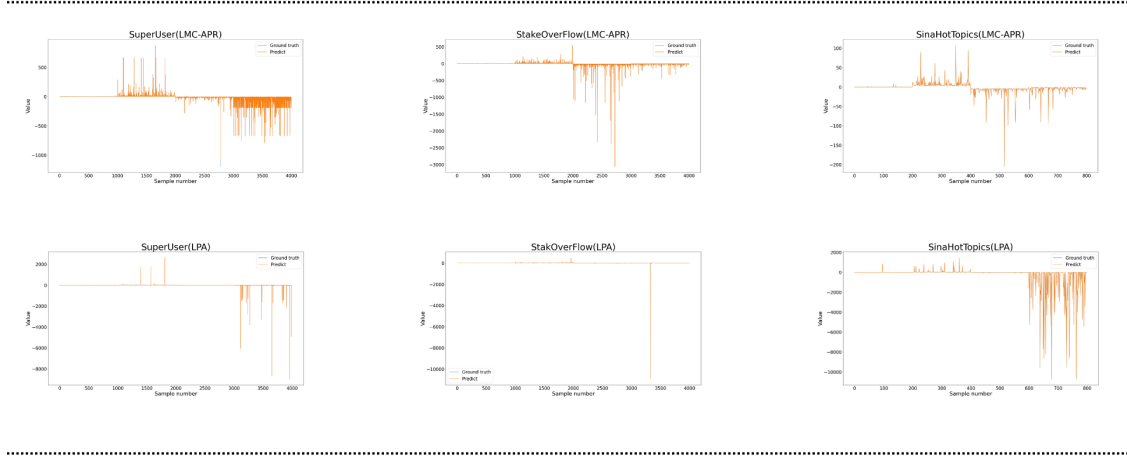 SuperUser(LMC-APR)
Ground truth
Predict
500
0
−500
−1000
Value
0 500 1000 1500 2000 2500 3000 3500 4000
Sample number
StakeOverFlow(LMC-APR)
Ground truth
Predict
500
0
−500
−1000
−1500
−2000
−2500
−3000
Value
0 500 1000 1500 2000 2500 3000 3500 4000
Sample number
SinaHotTopics(LMC-APR)
Ground truth
Predict
100
50
0
−50
−100
−150
−200
Value
0 100 200 300 400 500 600 700 800
Sample number
SuperUser(LPA)
Ground truth
Predict
2000
0
−2000
−4000
−6000
−8000
Value
0 500 1000 1500 2000 2500 3000 3500 4000
Sample number
StakOverFlow(LPA)
0
−2000
−4000
−6000
−8000
−10000
Value
Ground truth
Predict
0 500 1000 1500 2000 2500 3000 3500 4000
Sample number
SinaHotTopics(LPA)
Ground truth
Predict
2000
0
−2000
−4000
−6000
−8000
−10000
Value
0 100 200 300 400 500 600 700 800
Sample number